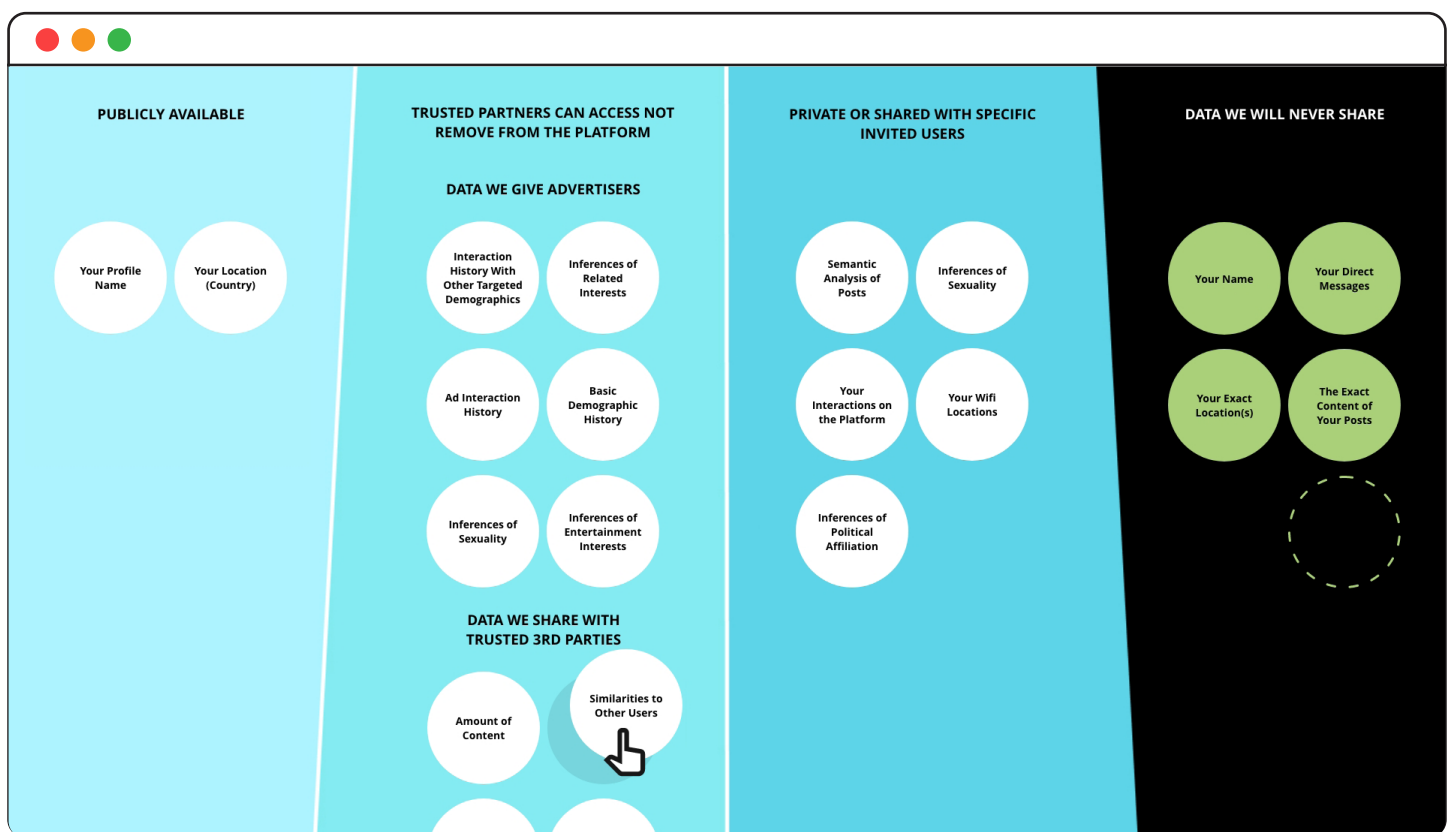 PUBLICLY AVAILABLE
TRUSTED PARTNERS CAN ACCESS NOT
REMOVE FROM THE PLATFORM
DATA WE GIVE ADVERTISERS
PRIVATE OR SHARED WITH SPECIFIC
INVITED USERS
DATA WE WILL NEVER SHARE
Your Profile
Name
Your Location
(Country)
Interaction
History With
Other Targeted
Demographics
Inferences of
Related
Interests
Ad Interaction
History
Basic
Demographic
History
Inferences of
Sexuality
Inferences of
Entertainment
Interests
DATA WE SHARE WITH
TRUSTED 3RD PARTIES
Amount of
Content
Similarities to
Other Users
Semantic
Analysis of
Posts
Inferences of
Sexuality
Your
Interactions on
the Platform
Your Wifi
Locations
Inferences of
Political
Affiliation
Your Name
Your Direct
Messages
Your Exact
Location(s)
The Exact
Content of
Your Posts